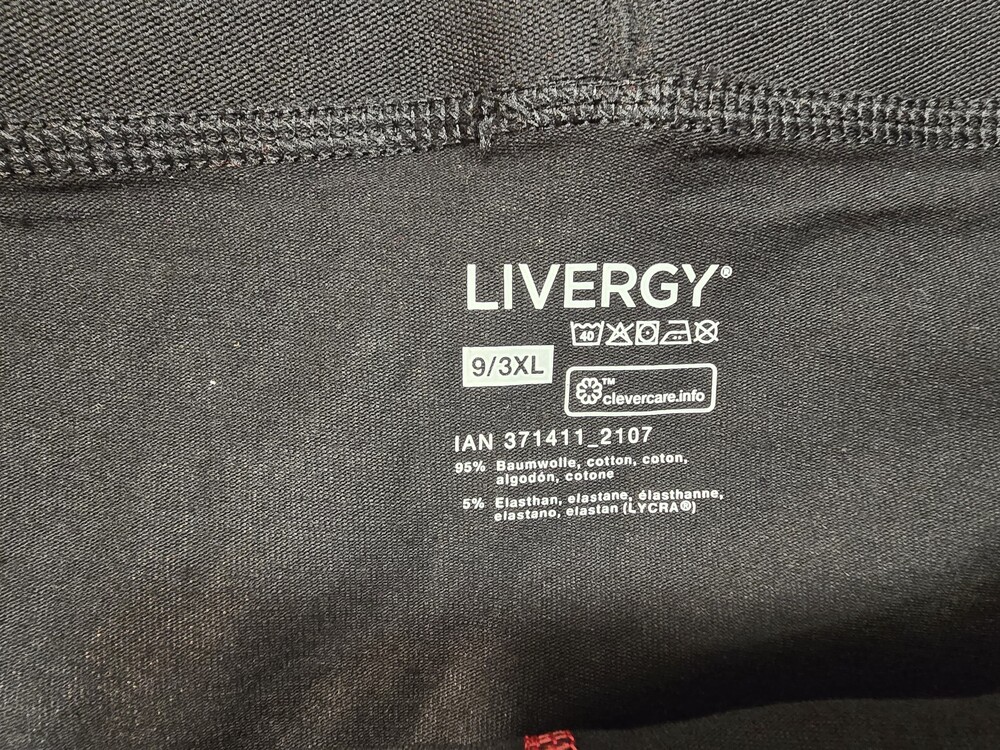 LIVERGY®
40
9/3XL
™
clevercare.info
IAN 371411_2107
95% Baumwolle, cotton, coton,
algodón, cotone
5% Elasthan, elastane, élasthanne,
elastano, elastan (LYCRA®)